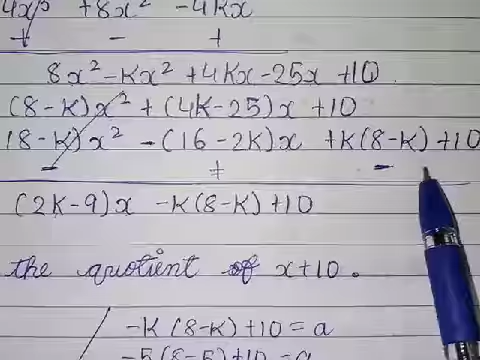 4x³ +8x² -4Kx
+ - +
8x²-Kx²+4Kx-25x +10
(8-K)x² +(4K-25)x +10
(8-K)x² -(16-2K)x +K(8-K)+10
- + -
(2K-9)x -K(8-K)+10
the quotient of x+10.
-K(8-K)+10=a
-5(8-5)+10=a